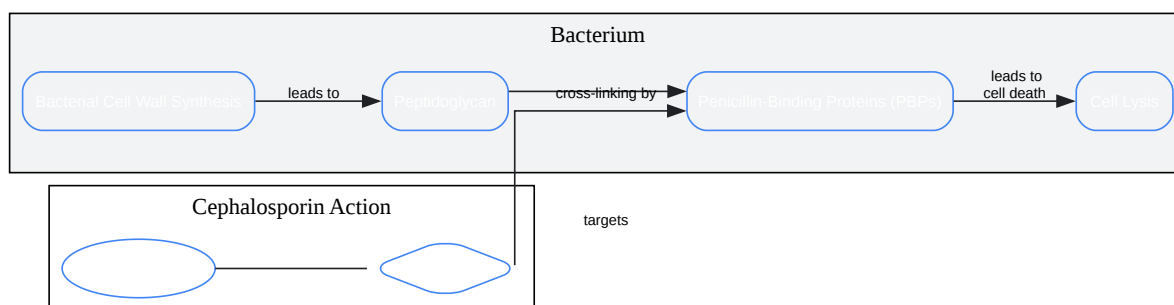 Bacterium
Bacterial Cell Wall Synthesis
leads to
Peptidoglycan
cross-linking by
Penicillin-Binding Proteins (PBPs)
leads to
cell death
Cell Lysis
Cephalosporin Action
targets